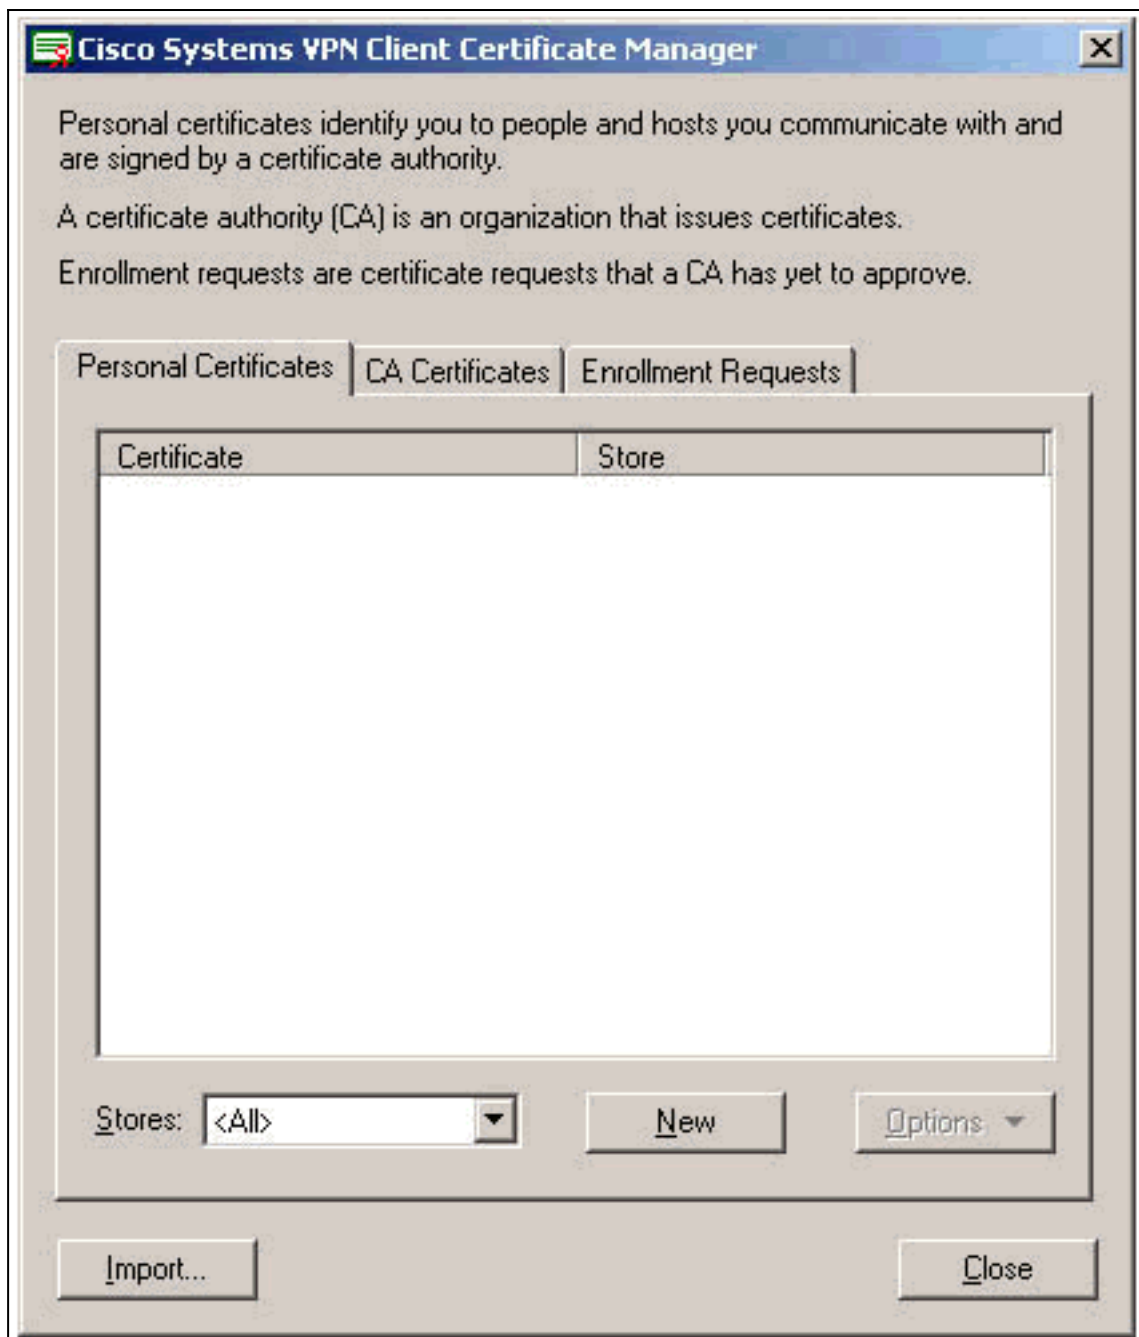 Cisco Systems VPN Client Certificate Manager
Personal certificates identify you to people and hosts you communicate with and
are signed by a certificate authority.
A certificate authority (CA) is an organization that issues certificates.
Enrollment requests are certificate requests that a CA has yet to approve.
Personal Certificates CA Certificates Enrollment Requests
Certificate Store
Stores: <All> New Options
Import... Close